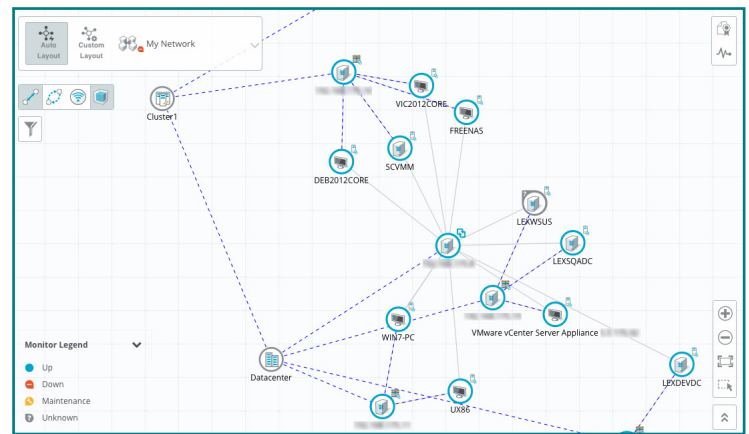 Auto
Layout
Custom
Layout
My Network
Cluster1
VIC2012CORE
FREENAS
SCVMM
DEB2012CORE
LEXWSUS
LEXSQADC
VMware vCenter Server Appliance
WIN7-PC
Monitor Legend
Up
Down
Maintenance
Unknown
Datacenter
LEXDEVDC
UX86